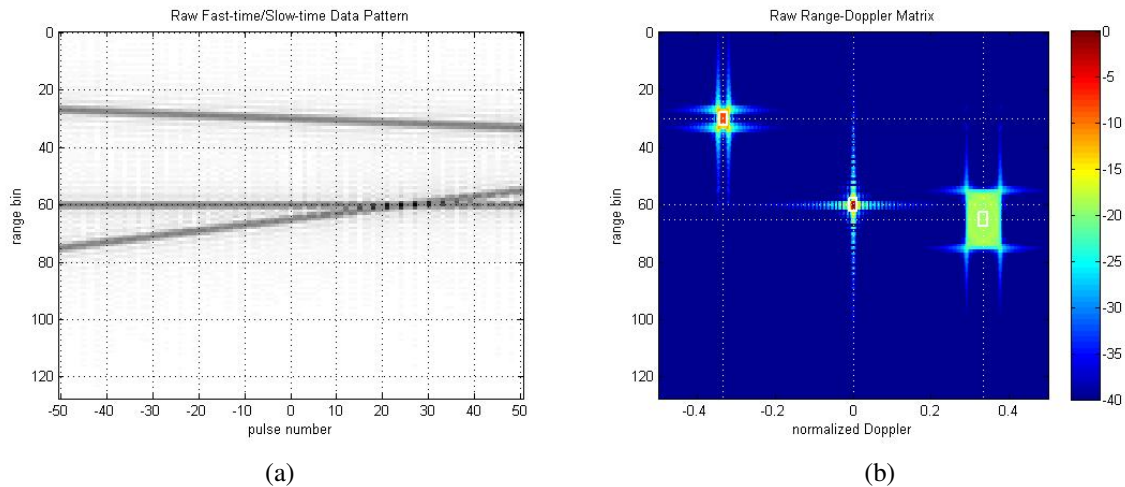 Raw Fast-time/Slow-time Data Pattern
range bin
0
20
40
60
80
100
120
-50 -40 -30 -20 -10 0 10 20 30 40 50
pulse number
(a)
Raw Range-Doppler Matrix
range bin
0
20
40
60
80
100
120
-0.4 -0.2 0 0.2 0.4
normalized Doppler
0
-5
-10
-15
-20
-25
-30
-35
-40
(b)